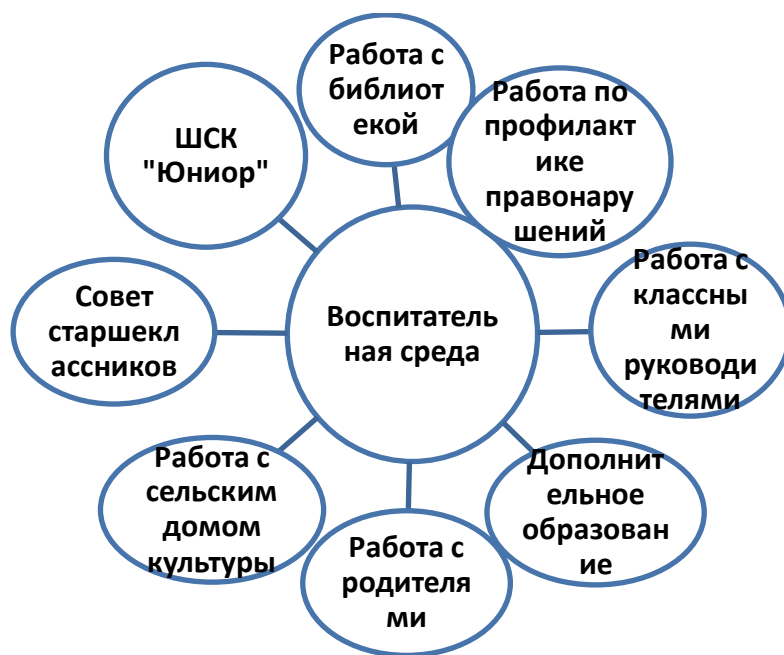 Работа с
библиот
екой
Работа по
профилакт
ике
правонару
шений
Работа с
классны
ми
руководи
телями
Дополнит
ельное
образован
ие
Работа с
родителя
ми
Работа с
сельским
домом
культуры
Совет
старшекл
ассников
ШСК
"Юниор"
Воспитатель
ная среда